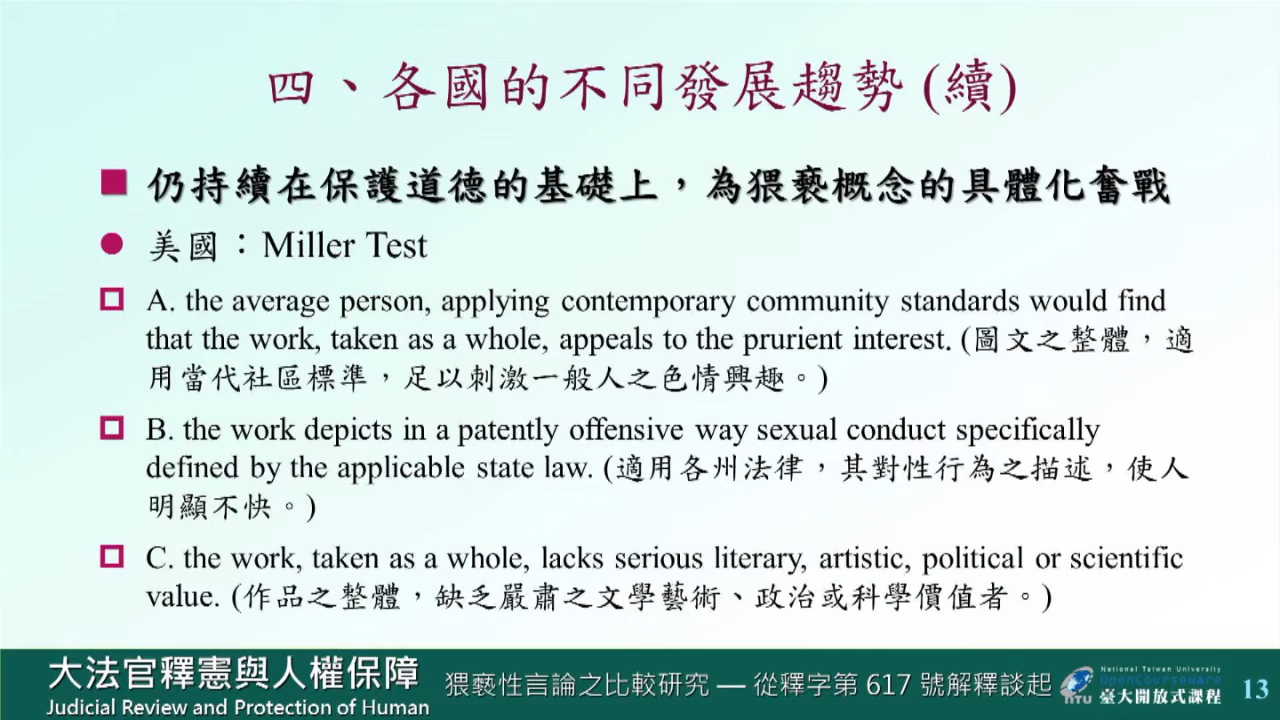 四、各國的不同發展趨勢 (續)
仍持續在保護道德的基礎上，為猥褻概念的具體化奮戰
美國：Miller Test
A. the average person, applying contemporary community standards would find
that the work, taken as a whole, appeals to the prurient interest. (圖文之整體，適
用當代社區標準，足以刺激一般人之色情興趣。)
B. the work depicts in a patently offensive way sexual conduct specifically
defined by the applicable state law. (適用各州法律，其對性行為之描述，使人
明顯不快。)
C. the work, taken as a whole, lacks serious literary, artistic, political or scientific
value. (作品之整體，缺乏嚴肅之文學藝術、政治或科學價值者。)
大法官釋憲與人權保障
Judicial Review and Protection of Human
猥褻性言論之比較研究 — 從釋字第 617 號解釋談起
National Taiwan University
OpenCourseWare
NTU 臺大開放式課程
13